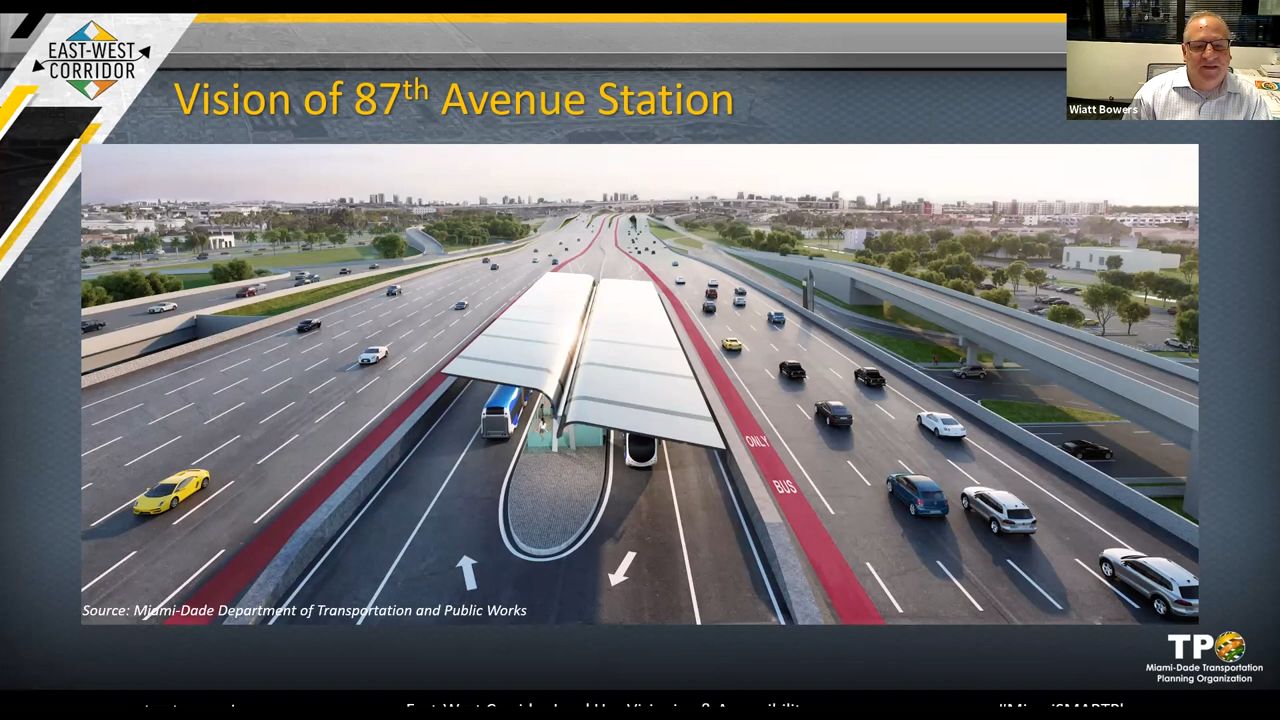 EAST-WEST
CORRIDOR
Vision of 87th Avenue Station
Wiatt Bowers
ONLY
BUS
Source: Miami-Dade Department of Transportation and Public Works
TPO
Miami-Dade Transportation
Planning Organization